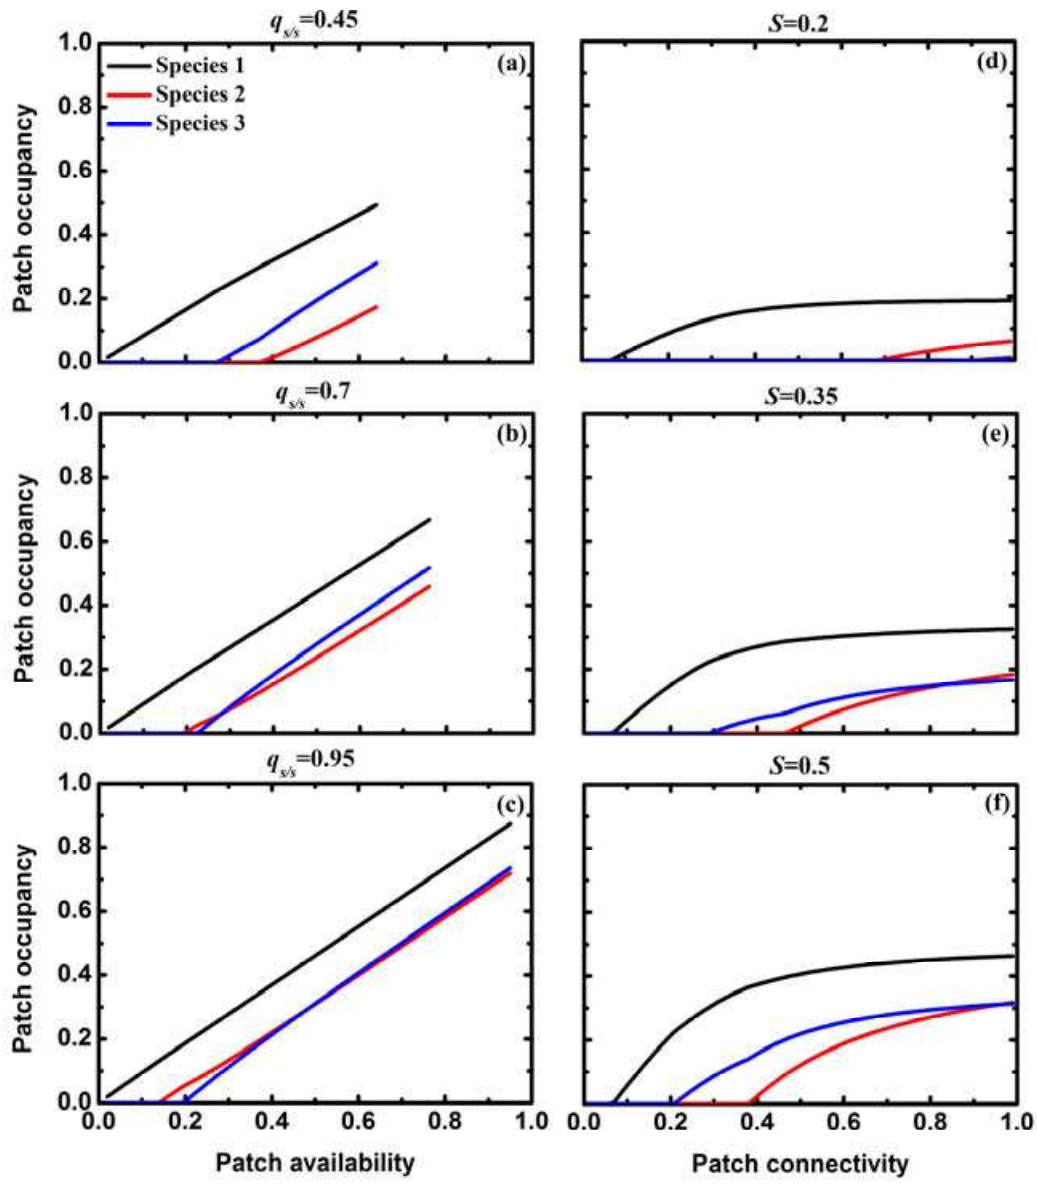 q_{s/s}=0.45
S=0.2
1.0
0.8
0.6
0.4
0.2
0.0
Patch occupancy
Species 1
Species 2
Species 3
(a)
(d)
q_{s/s}=0.7
S=0.35
1.0
0.8
0.6
0.4
0.2
0.0
Patch occupancy
(b)
(e)
q_{s/s}=0.95
S=0.5
1.0
0.8
0.6
0.4
0.2
0.0
Patch occupancy
(c)
(f)
0.0 0.2 0.4 0.6 0.8 1.0
0.0 0.2 0.4 0.6 0.8 1.0
Patch availability
Patch connectivity